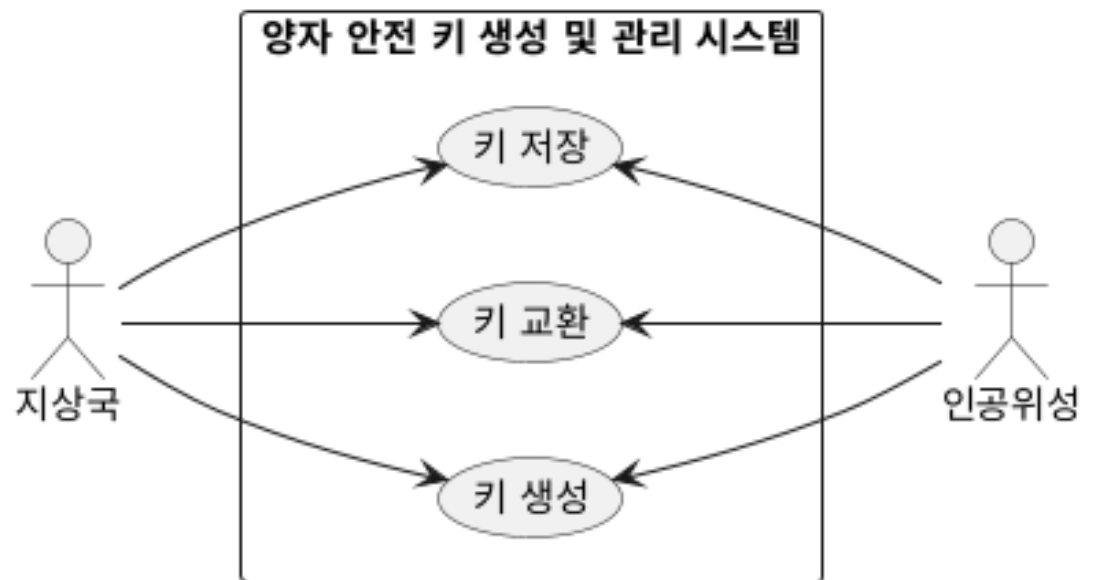 양자 안전 키 생성 및 관리 시스템
키 저장
키 교환
키 생성
지상국
인공위성